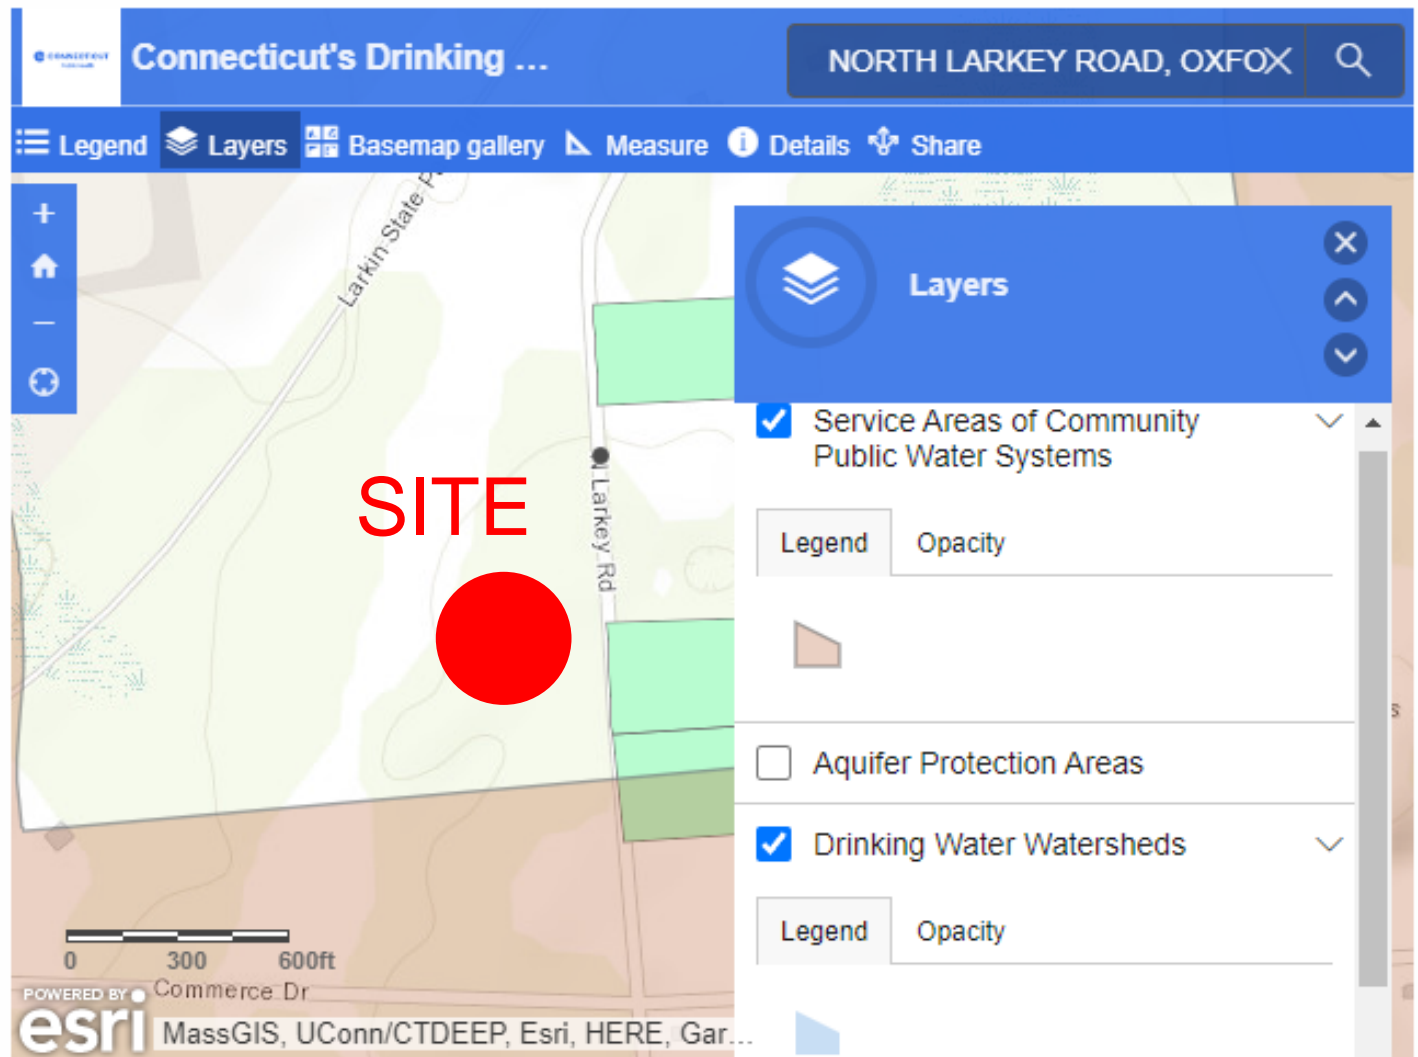 CONNECTICUT
Connecticut's Drinking ...
NORTH LARKEY ROAD, OXFO
Legend
Layers
Basemap gallery
Measure
Details
Share
Larkin State P
Layers
Service Areas of Community
Public Water Systems
SITE
N Larkey Rd
Legend
Opacity
Aquifer Protection Areas
Drinking Water Watersheds
Legend
Opacity
0
300
600ft
Commerce Dr
POWERED BY
esri
MassGIS, UConn/CTDEEP, Esri, HERE, Gar...